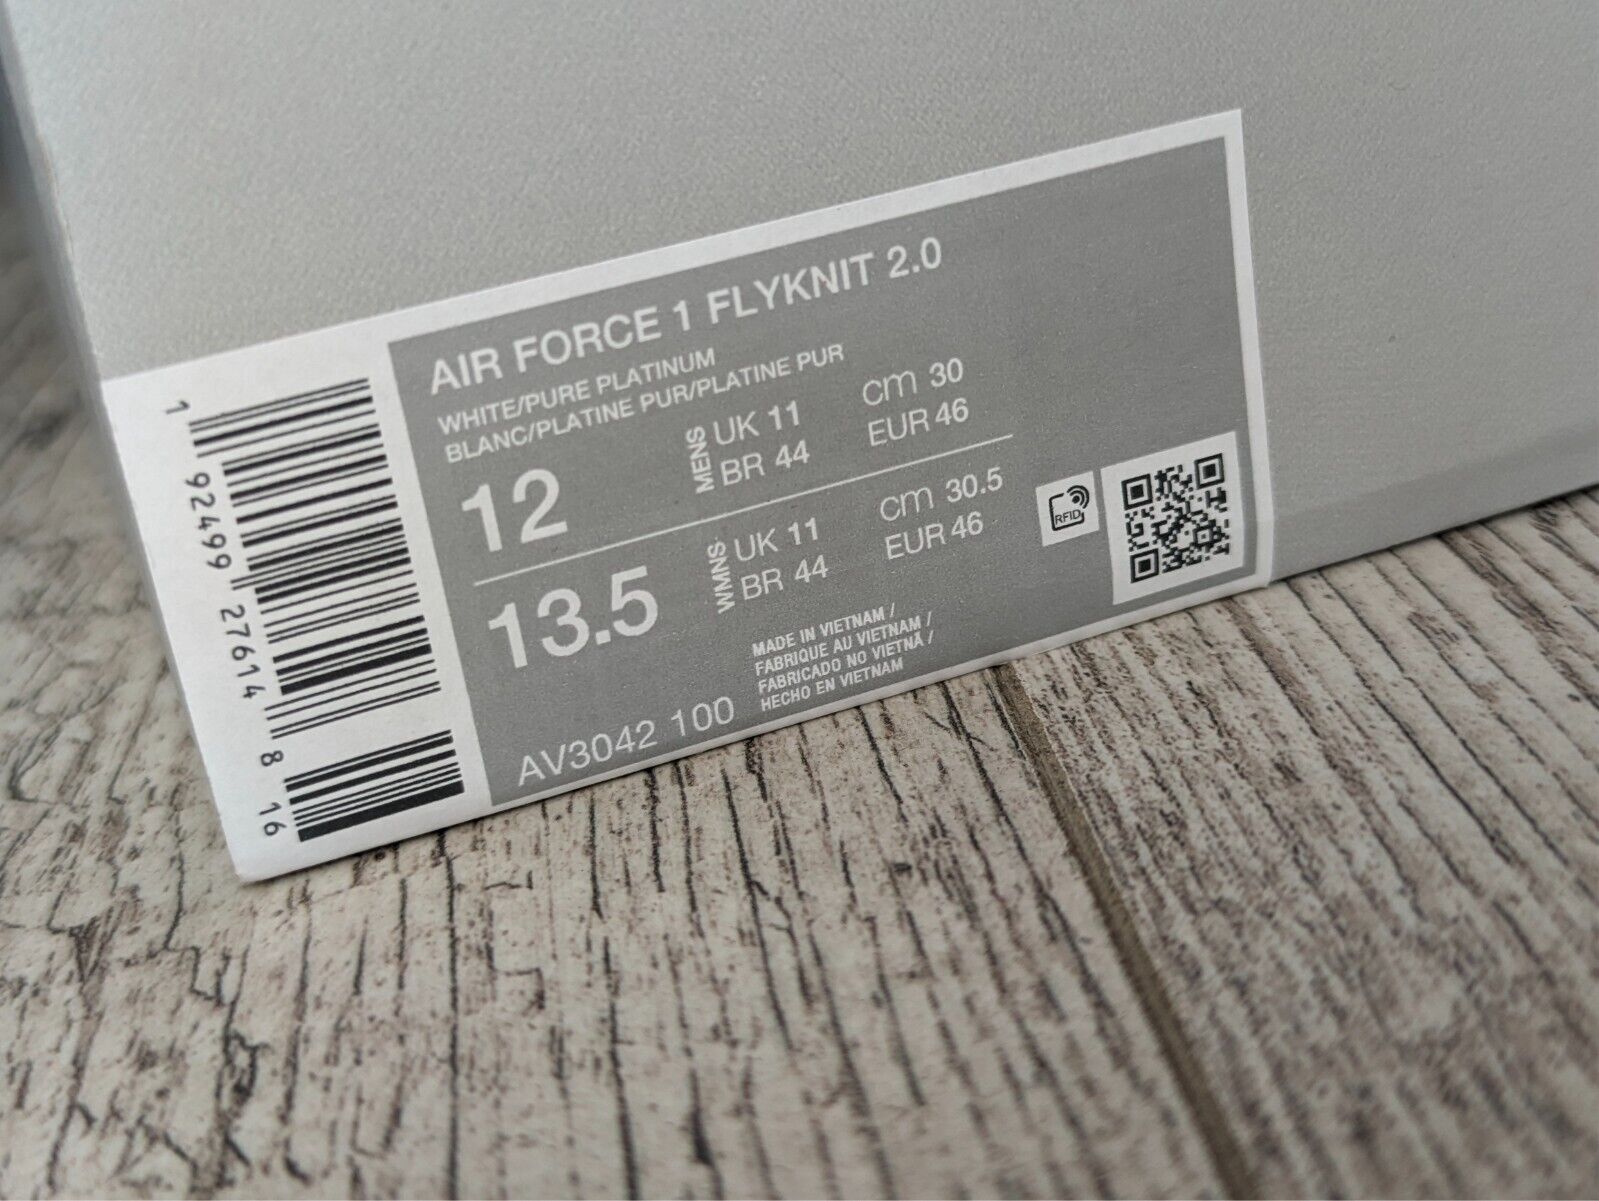 AIR FORCE 1 FLYKNIT 2.0
WHITE/PURE PLATINUM
BLANC/PLATINE PUR/PLATINE PUR
12
MENS
UK 11
cm 30
BR 44
EUR 46
13.5
WMNS.
UK 11
cm 30.5
BR 44
EUR 46
RFID
MADE IN VIETNAM /
FABRIQUE AU VIETNAM /
FABRICADO NO VIETNÃ /
HECHO EN VIETNAM
AV3042 100
1 92499 27614 8 16